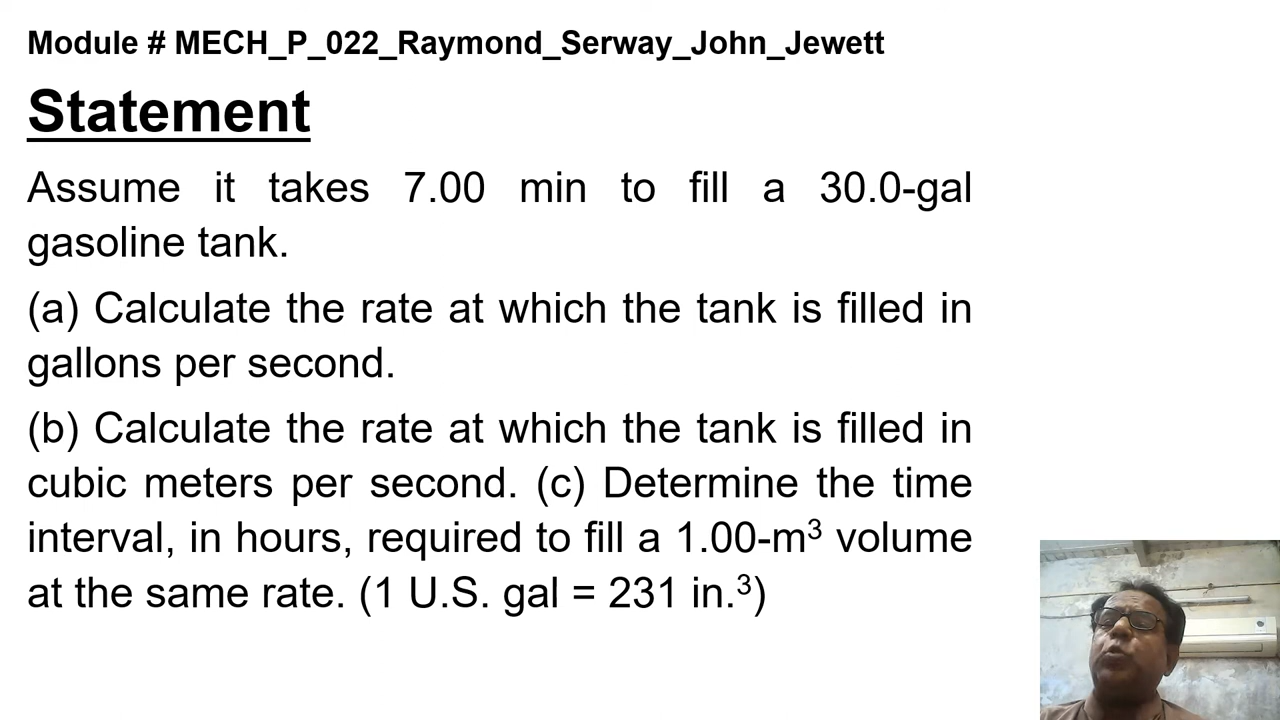 Module # MECH_P_022_Raymond_Serway_John_Jewett
Statement
Assume it takes 7.00 min to fill a 30.0-gal
gasoline tank.
(a) Calculate the rate at which the tank is filled in
gallons per second.
(b) Calculate the rate at which the tank is filled in
cubic meters per second. (c) Determine the time
interval, in hours, required to fill a 1.00-m³ volume
at the same rate. (1 U.S. gal = 231 in.³)